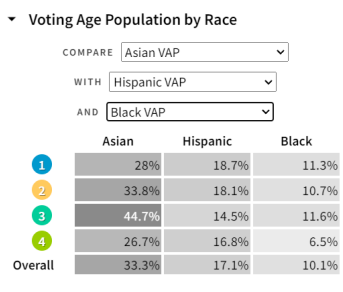 Voting Age Population by Race
COMPARE Asian VAP
WITH Hispanic VAP
AND Black VAP
Asian Hispanic Black
1 28% 18.7% 11.3%
2 33.8% 18.1% 10.7%
3 44.7% 14.5% 11.6%
4 26.7% 16.8% 6.5%
Overall 33.3% 17.1% 10.1%